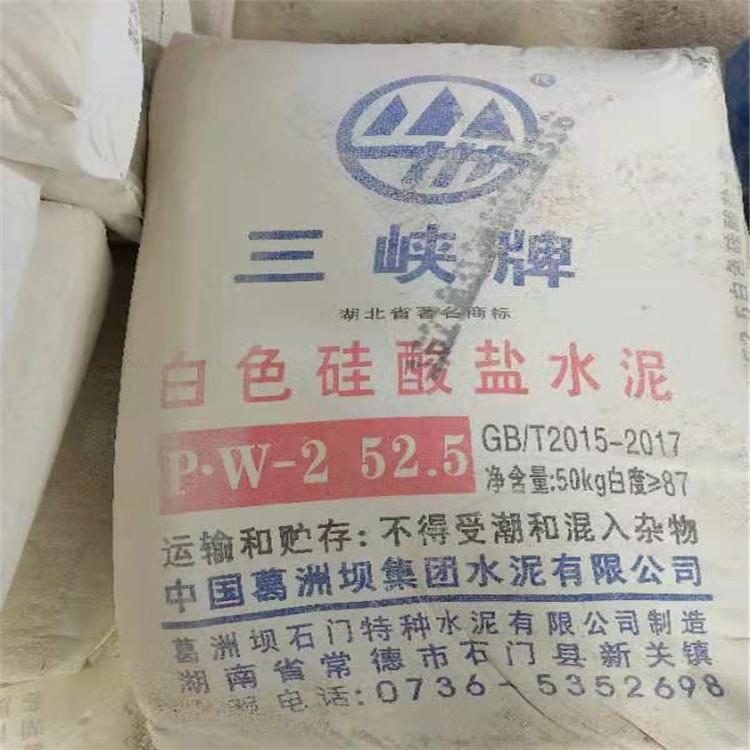 ®
三峡牌
湖北省著名商标
白色硅酸盐水泥
P·W-2 52.5
GB/T2015-2017
净含量:50kg白度≥87
运输和贮存:不得受潮和混入杂物
中国葛洲坝集团水泥有限公司
葛洲坝石门特种水泥有限公司制造
湖南省常德市石门县新关镇
电话:0736-5352698